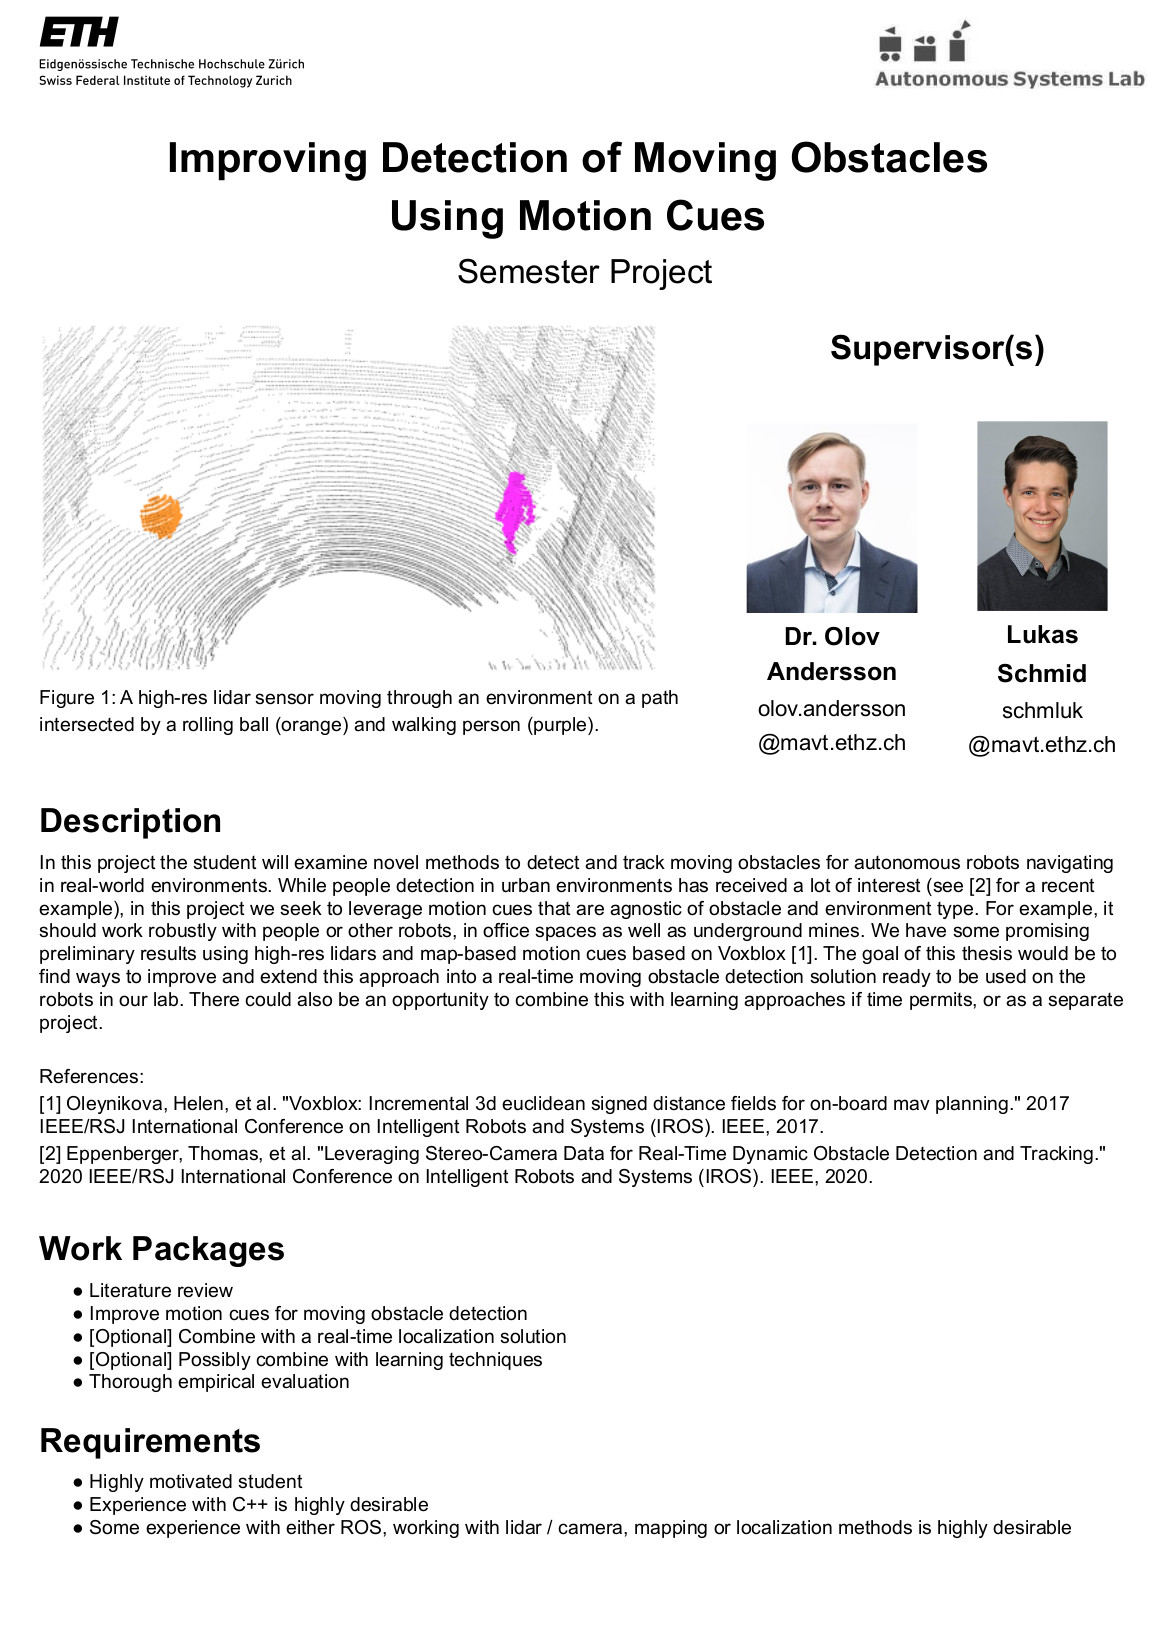 ETH
Eidgenössische Technische Hochschule Zürich
Swiss Federal Institute of Technology Zurich
Autonomous Systems Lab
Improving Detection of Moving Obstacles
Using Motion Cues
Semester Project
Figure 1: A high-res lidar sensor moving through an environment on a path
intersected by a rolling ball (orange) and walking person (purple).
Supervisor(s)
Dr. Olov
Andersson
olov.andersson
@mavt.ethz.ch
Lukas
Schmid
schmluk
@mavt.ethz.ch
Description
In this project the student will examine novel methods to detect and track moving obstacles for autonomous robots navigating
in real-world environments. While people detection in urban environments has received a lot of interest (see [2] for a recent
example), in this project we seek to leverage motion cues that are agnostic of obstacle and environment type. For example, it
should work robustly with people or other robots, in office spaces as well as underground mines. We have some promising
preliminary results using high-res lidars and map-based motion cues based on Voxblox [1]. The goal of this thesis would be to
find ways to improve and extend this approach into a real-time moving obstacle detection solution ready to be used on the
robots in our lab. There could also be an opportunity to combine this with learning approaches if time permits, or as a separate
project.
References:
[1] Oleynikova, Helen, et al. "Voxblox: Incremental 3d euclidean signed distance fields for on-board mav planning." 2017
IEEE/RSJ International Conference on Intelligent Robots and Systems (IROS). IEEE, 2017.
[2] Eppenberger, Thomas, et al. "Leveraging Stereo-Camera Data for Real-Time Dynamic Obstacle Detection and Tracking."
2020 IEEE/RSJ International Conference on Intelligent Robots and Systems (IROS). IEEE, 2020.
Work Packages
● Literature review
● Improve motion cues for moving obstacle detection
● [Optional] Combine with a real-time localization solution
● [Optional] Possibly combine with learning techniques
● Thorough empirical evaluation
Requirements
● Highly motivated student
● Experience with C++ is highly desirable
● Some experience with either ROS, working with lidar / camera, mapping or localization methods is highly desirable